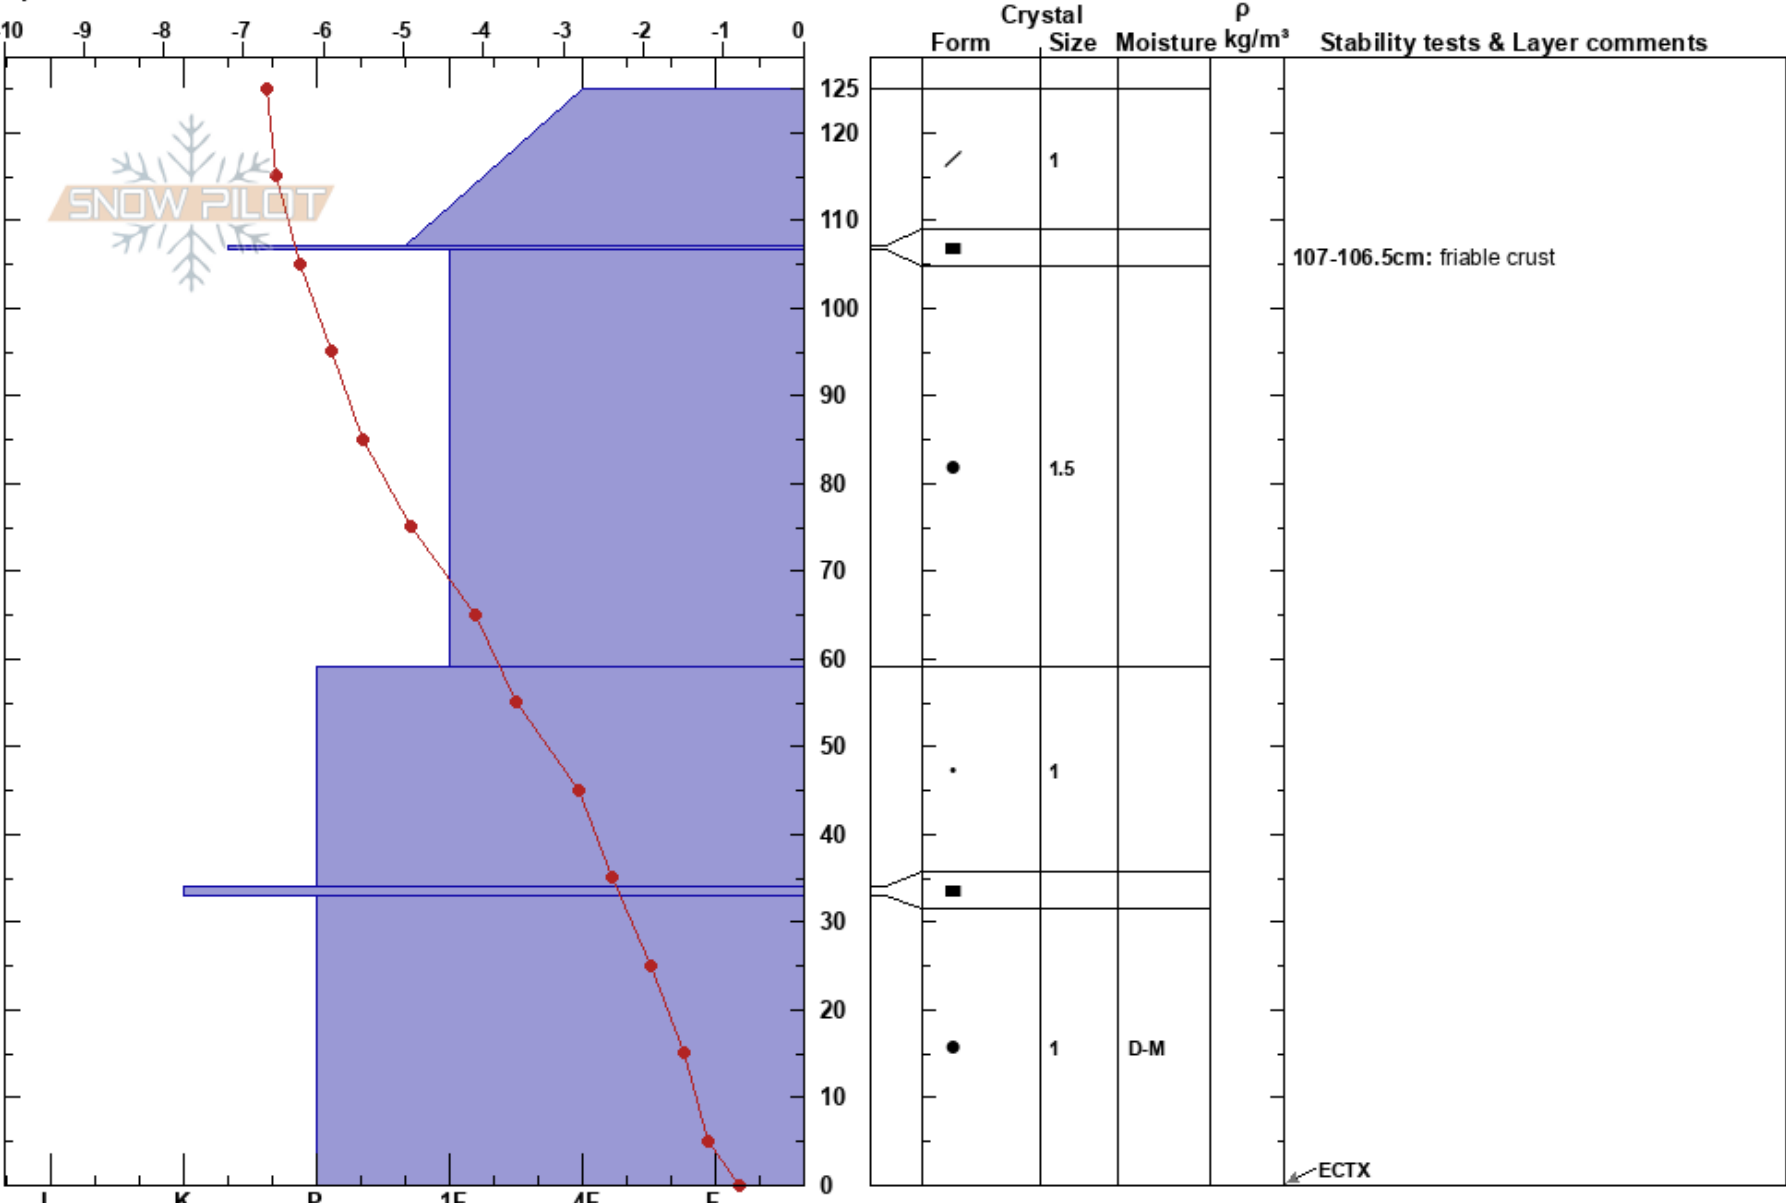 Crystal ρ
-10 -9 -8 -7 -6 -5 -4 -3 -2 -1 0
Form Size Moisture kg/m³ Stability tests & Layer comments
125
120
1
SNOW PILOT
110
107-106.5cm: friable crust
100
90
1.5
80
70
60
50
1
40
30
20
1 D-M
10
ECTX
0
I K P 1F 4F F